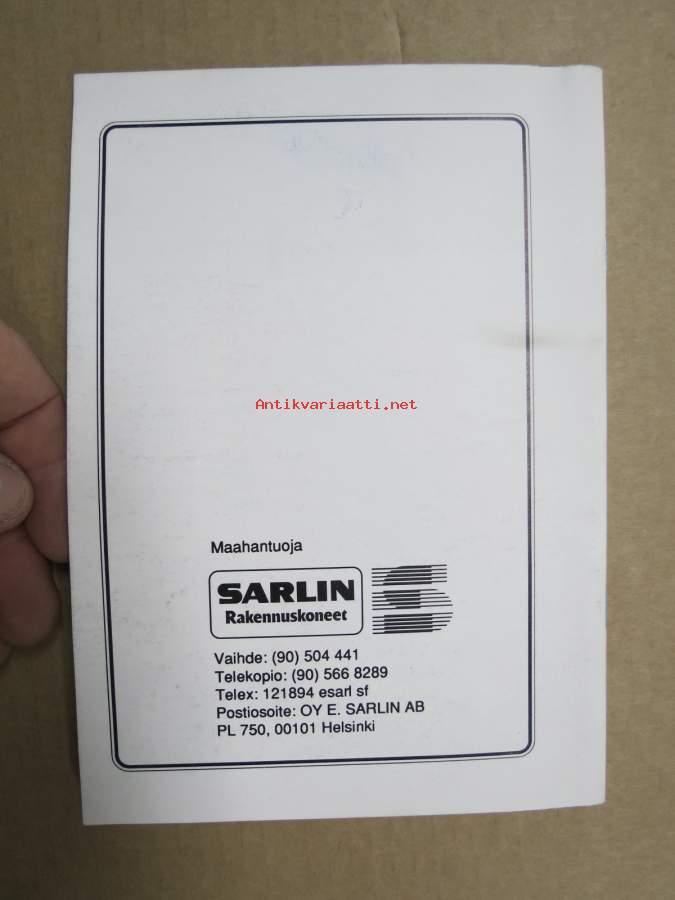 Antikvariaatti.net
Maahantuoja
SARLIN
Rakennuskoneet
Vaihde: (90) 504 441
Telekopio: (90) 566 8289
Telex: 121894 esarl sf
Postiosoite: OY E. SARLIN AB
PL 750, 00101 Helsinki